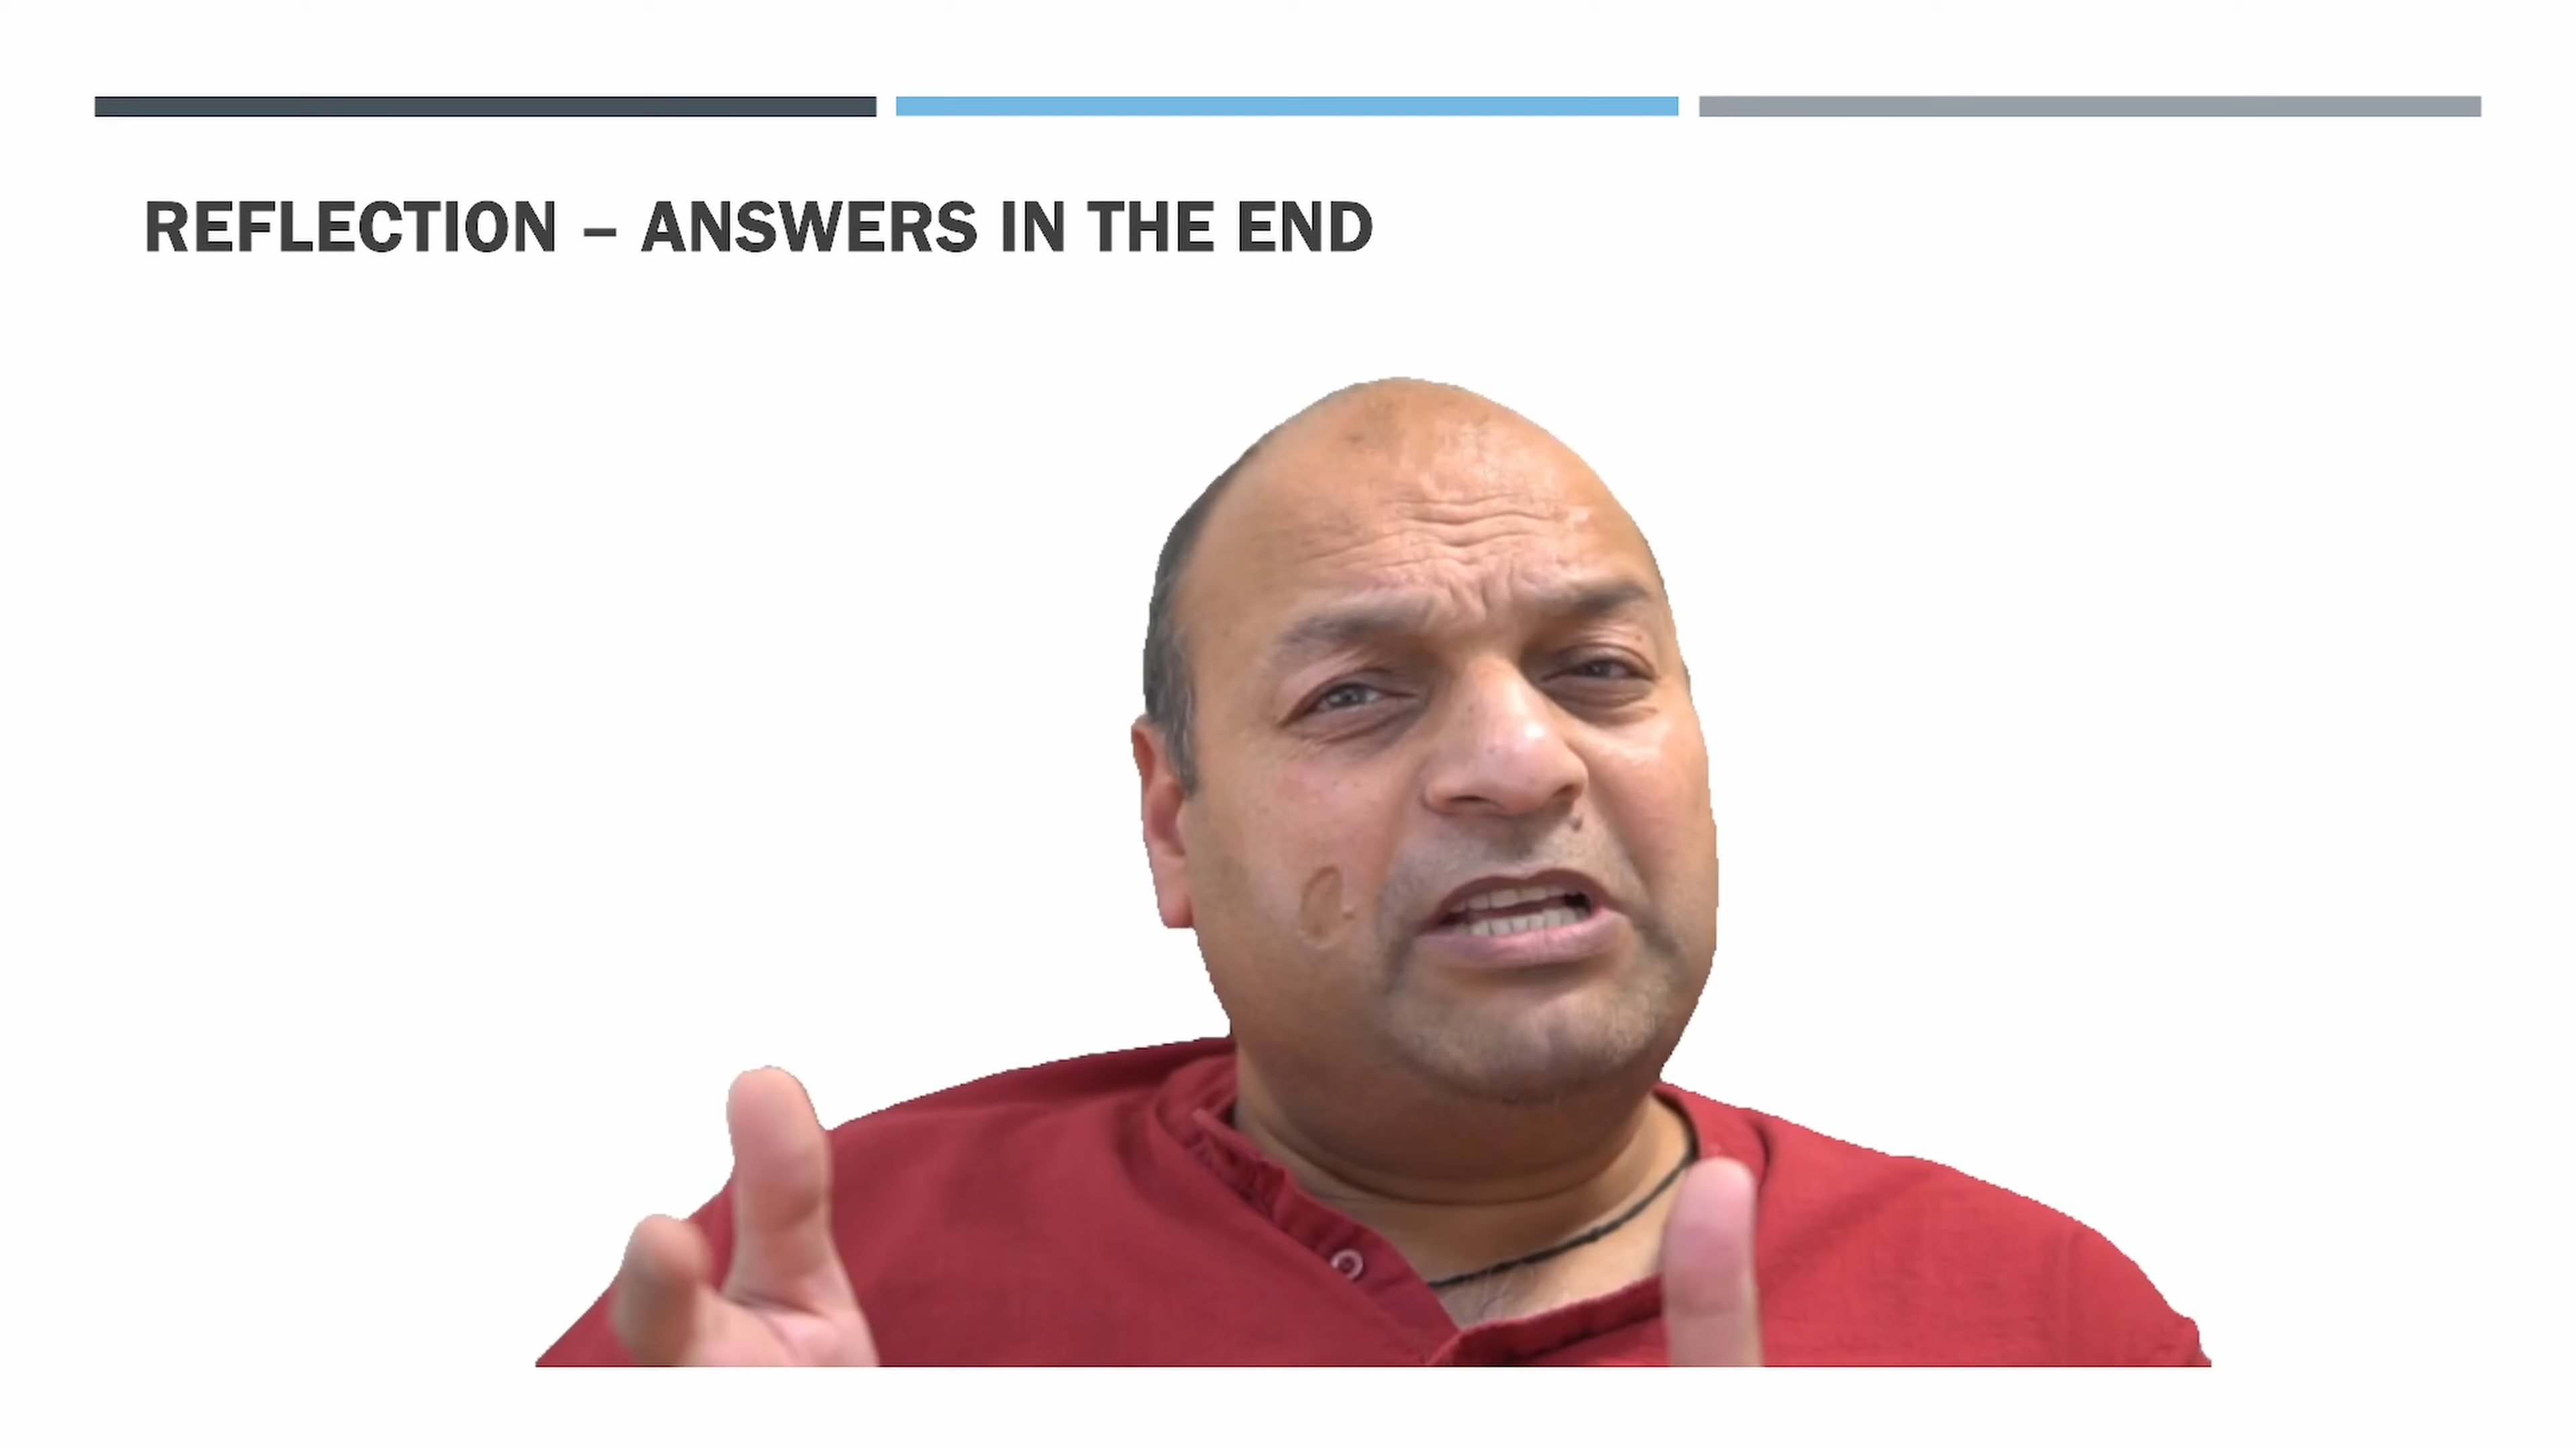 REFLECTION – ANSWERS IN THE END